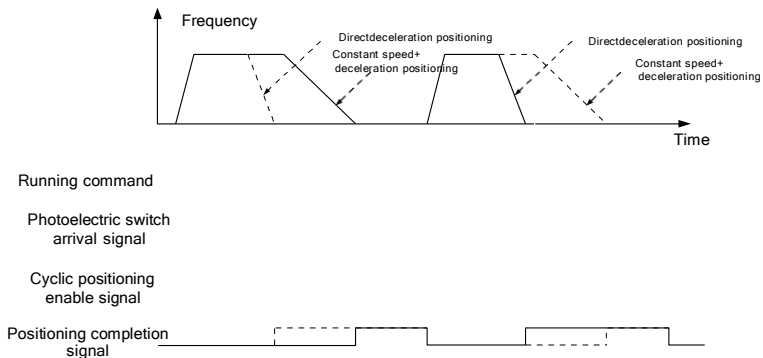 Frequency
Directdeceleration positioning
Constant speed+
deceleration positioning
Directdeceleration positioning
Constant speed+
deceleration positioning
Time
Running command
Photoelectric switch
arrival signal
Cyclic positioning
enable signal
Positioning completion
signal